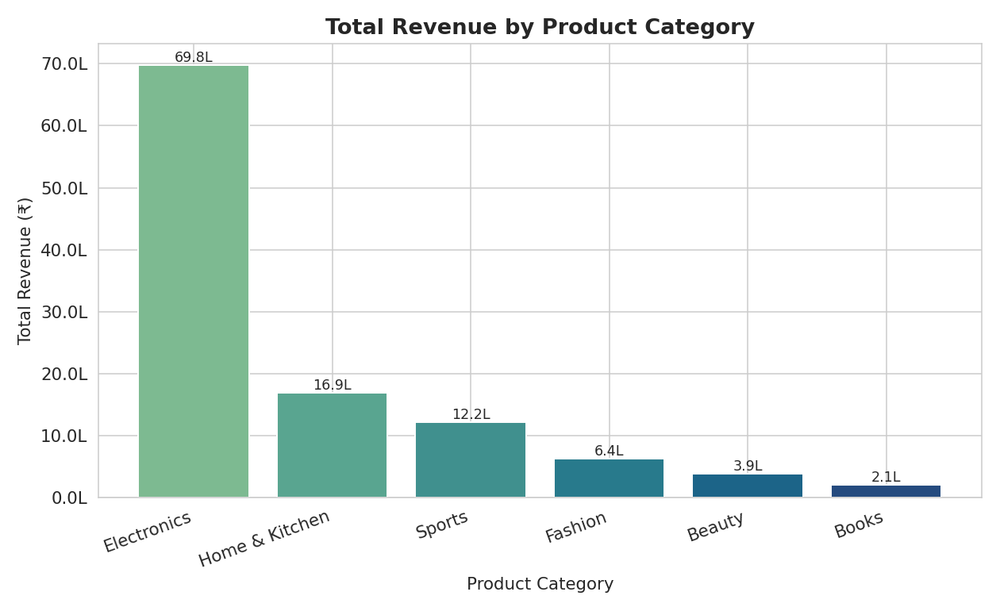 Total Revenue by Product Category
Total Revenue (₹)
70.0L
60.0L
50.0L
40.0L
30.0L
20.0L
10.0L
0.0L
69.8L
16.9L
12.2L
6.4L
3.9L
2.1L
Electronics
Home & Kitchen
Sports
Fashion
Beauty
Books
Product Category